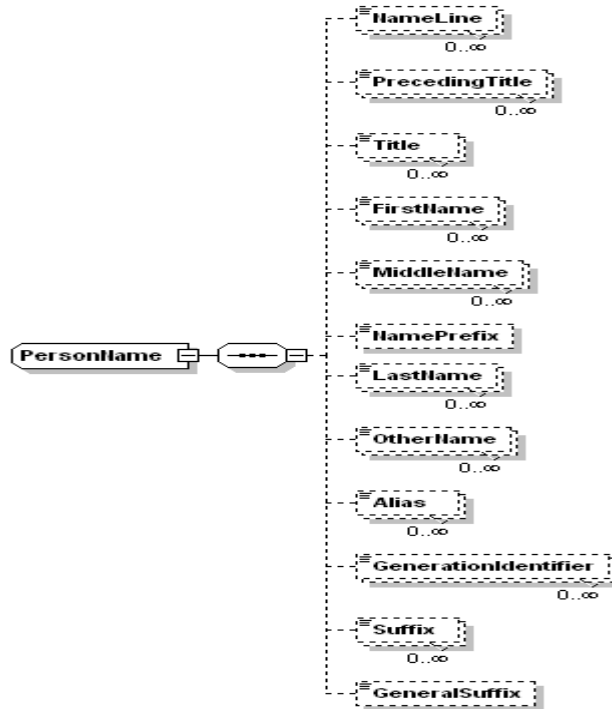 NameLine
0..∞
PrecedingTitle
0..∞
Title
0..∞
FirstName
0..∞
MiddleName
0..∞
PersonName
NamePrefix
LastName
0..∞
OtherName
0..∞
Alias
0..∞
GenerationIdentifier
0..∞
Suffix
0..∞
GeneralSuffix